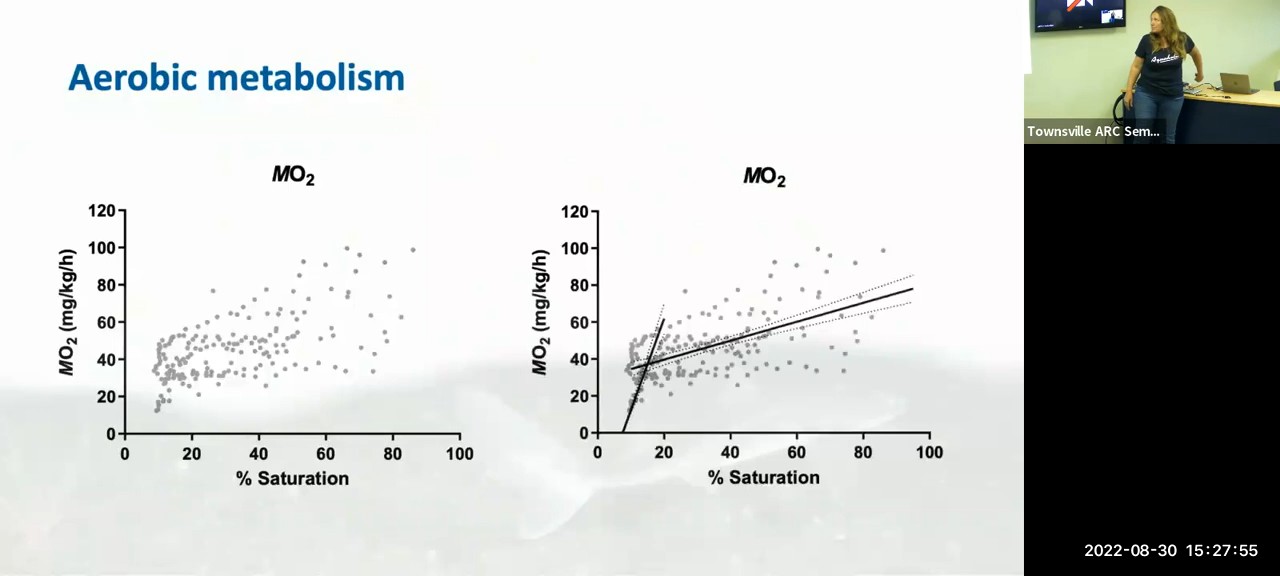 Aerobic metabolism
MO2
120
100
80
60
40
20
0
MO2 (mg/kg/h)
0 20 40 60 80 100
% Saturation
MO2
120
100
80
60
40
20
0
MO2 (mg/kg/h)
0 20 40 60 80 100
% Saturation
Townsville ARC Sem...
2022-08-30 15:27:55